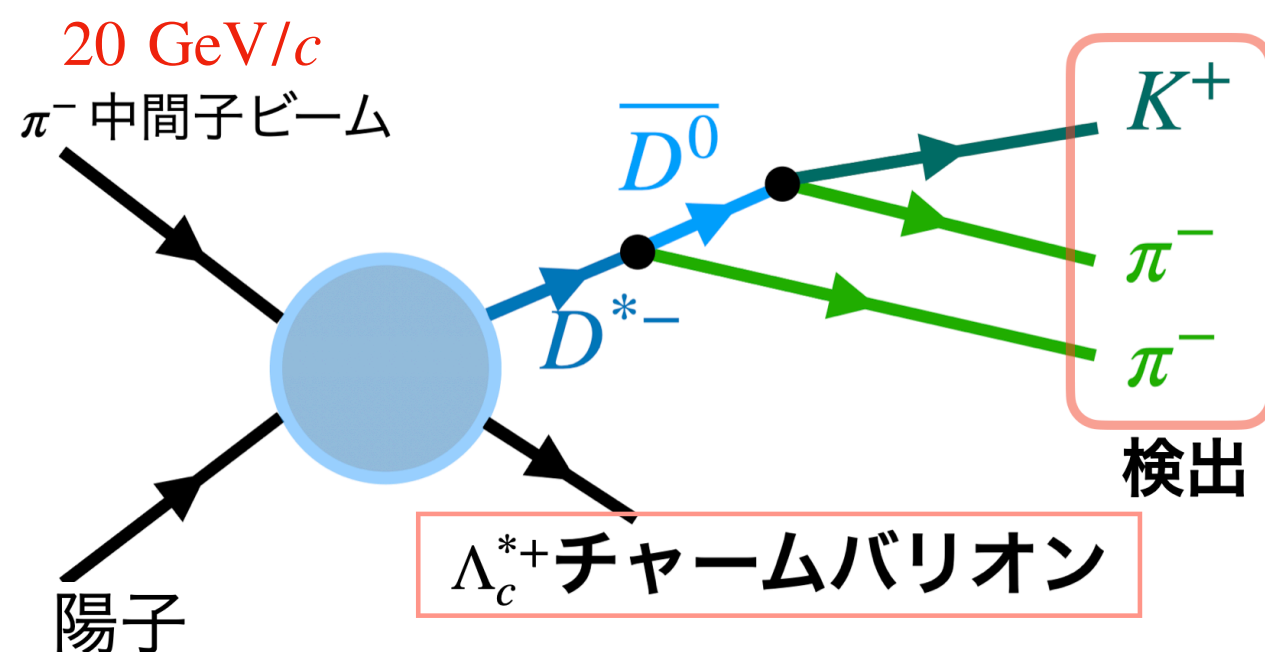 20 GeV/c
π⁻ 中間子ビーム
K⁺
D̅⁰
π⁻
D*⁻
π⁻
検出
Λc*⁺チャームバリオン
陽子